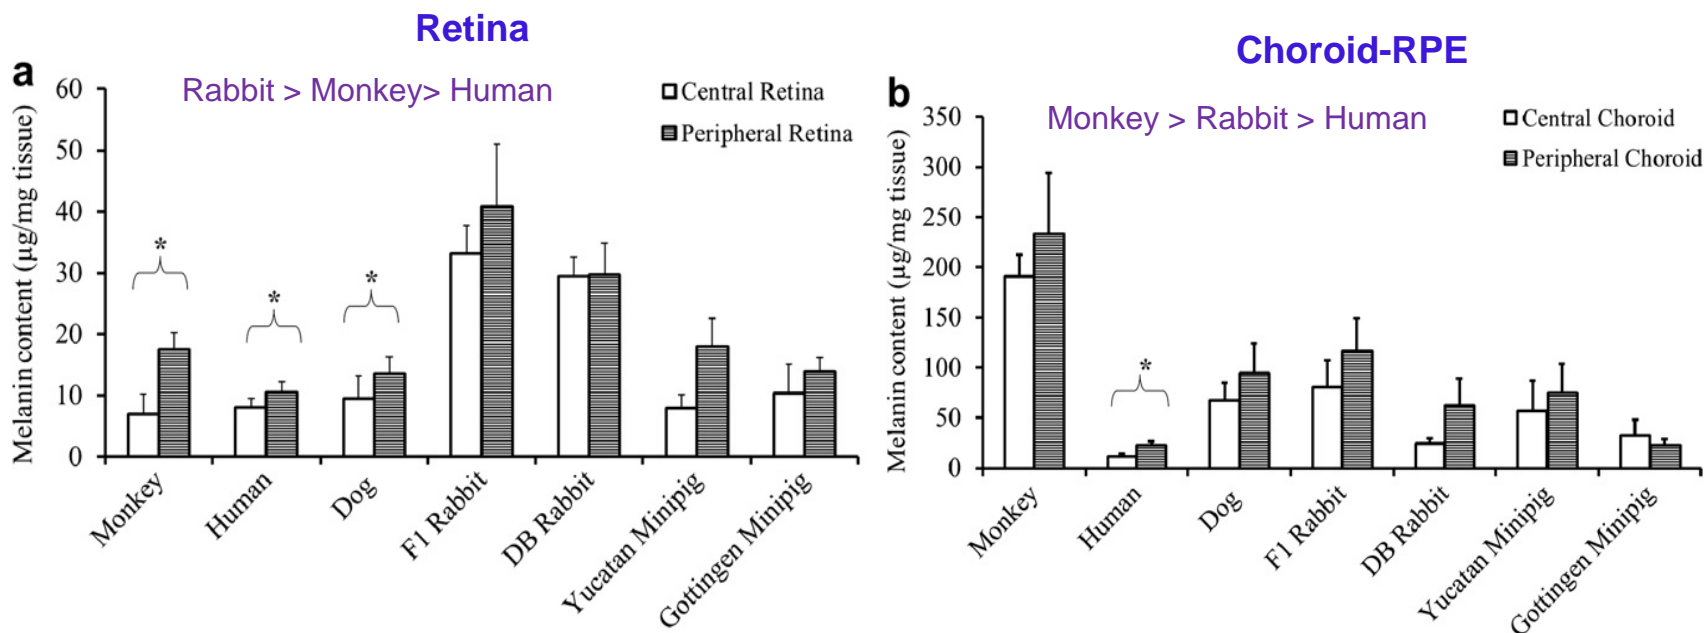 Retina
a
Rabbit > Monkey> Human
Central Retina
Peripheral Retina
Melanin content (µg/mg tissue)
60
50
40
30
20
10
0
*
*
*
Monkey
Human
Dog
F1 Rabbit
DB Rabbit
Yucatan Minipig
Gottingen Minipig
Choroid-RPE
b
Monkey > Rabbit > Human
Central Choroid
Peripheral Choroid
Melanin content (µg/mg tissue)
350
300
250
200
150
100
50
0
*
Monkey
Human
Dog
F1 Rabbit
DB Rabbit
Yucatan Minipig
Gottingen Minipig